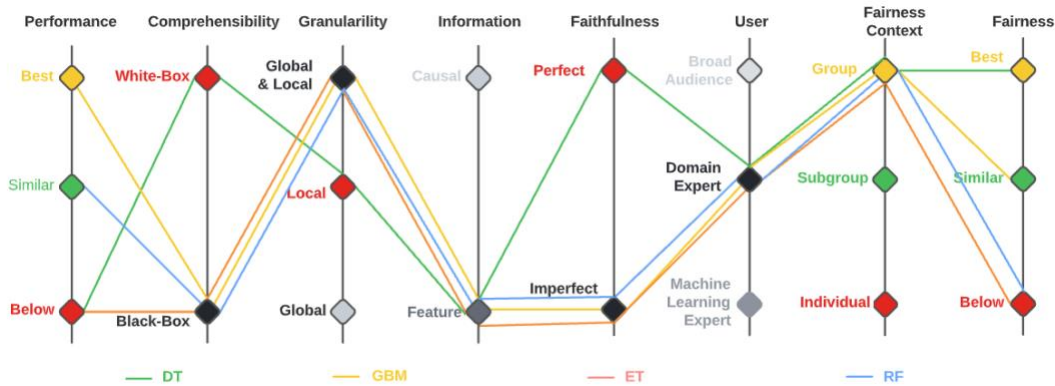 Performance
Comprehensibility
Granularility
Information
Faithfulness
User
Fairness
Context
Fairness
Best
White-Box
Global
& Local
Causal
Perfect
Broad
Audience
Group
Best
Similar
Local
Domain
Expert
Subgroup
Similar
Below
Black-Box
Global
Feature
Imperfect
Machine
Learning
Expert
Individual
Below
DT
GBM
ET
RF